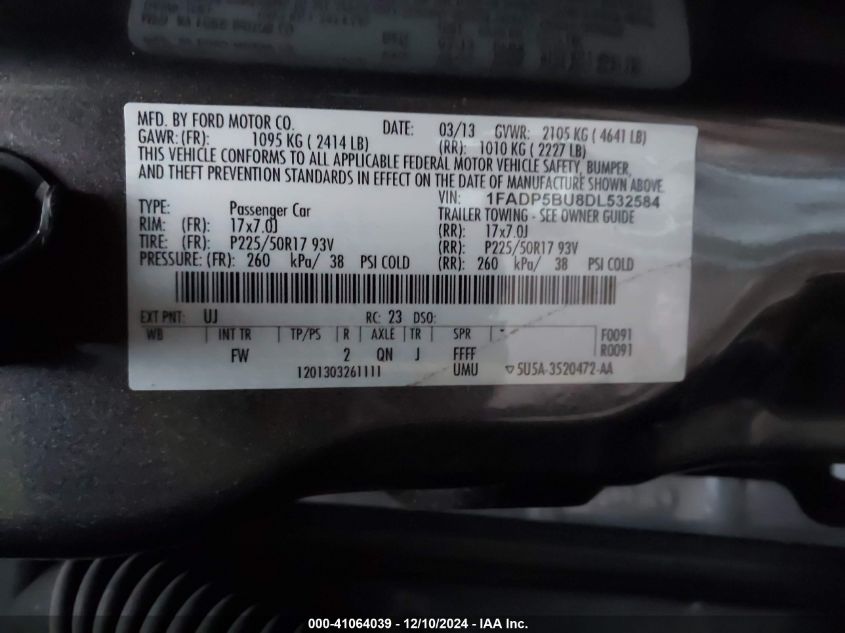 MFD. BY FORD MOTOR CO. DATE: 03/13 GVWR: 2105 KG ( 4641 LB)
GAWR: (FR): 1095 KG ( 2414 LB) (RR): 1010 KG ( 2227 LB)
THIS VEHICLE CONFORMS TO ALL APPLICABLE FEDERAL MOTOR VEHICLE SAFETY, BUMPER,
AND THEFT PREVENTION STANDARDS IN EFFECT ON THE DATE OF MANUFACTURE SHOWN ABOVE.
VIN: 1FADP5BU8DL532584
TYPE: Passenger Car TRAILER TOWING - SEE OWNER GUIDE
RIM: (FR): 17x7.0J (RR): 17x7.0J
TIRE: (FR): P225/50R17 93V (RR): P225/50R17 93V
PRESSURE: (FR): 260 kPa/ 38 PSI COLD (RR): 260 kPa/ 38 PSI COLD
EXT PNT: UJ RC: 23 DSO:
WB INT TR TP/PS R AXLE TR SPR F0091
FW 2 QN J FFFF R0091
1201303261111 UMU ▽5U5A-3520472-AA
000-41064039 - 12/10/2024 - IAA Inc.